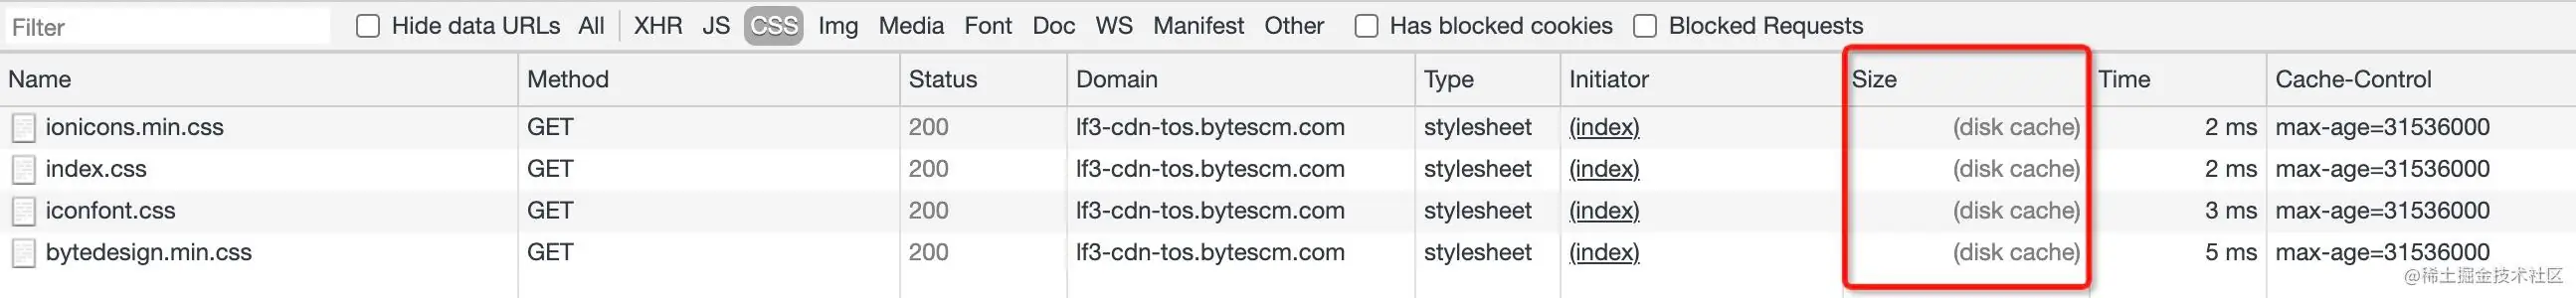 Filter Hide data URLs All XHR JS CSS Img Media Font Doc WS Manifest Other Has blocked cookies Blocked Requests
Name Method Status Domain Type Initiator Size Time Cache-Control
ionicons.min.css GET 200 lf3-cdn-tos.bytescm.com stylesheet (index) (disk cache) 2 ms max-age=31536000
index.css GET 200 lf3-cdn-tos.bytescm.com stylesheet (index) (disk cache) 2 ms max-age=31536000
iconfont.css GET 200 lf3-cdn-tos.bytescm.com stylesheet (index) (disk cache) 3 ms max-age=31536000
bytedesign.min.css GET 200 lf3-cdn-tos.bytescm.com stylesheet (index) (disk cache) 5 ms max-age=31536000
@稀土掘金技术社区